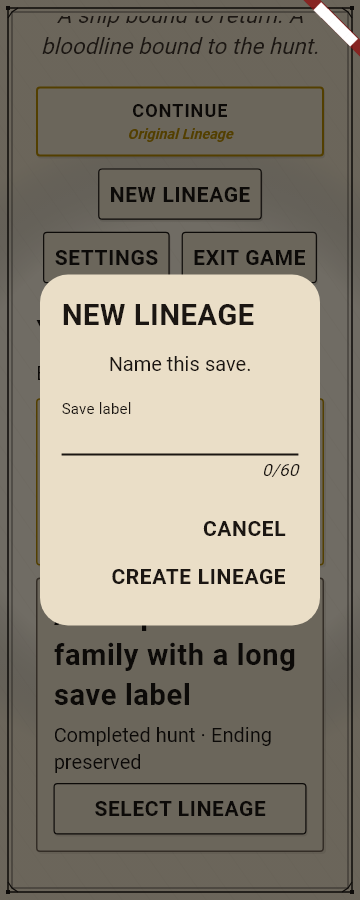 A ship bound to return. A
bloodline bound to the hunt.
CONTINUE
Original Lineage
NEW LINEAGE
SETTINGS
EXIT GAME
NEW LINEAGE
Name this save.
Save label
0/60
CANCEL
CREATE LINEAGE
family with a long
save label
Completed hunt · Ending
preserved
SELECT LINEAGE